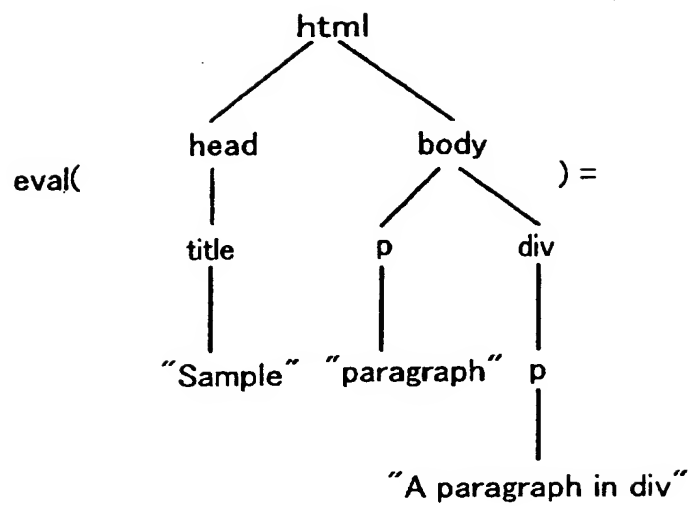 html
head body
eval( ) =
title p div
"Sample" "paragraph" p
"A paragraph in div"